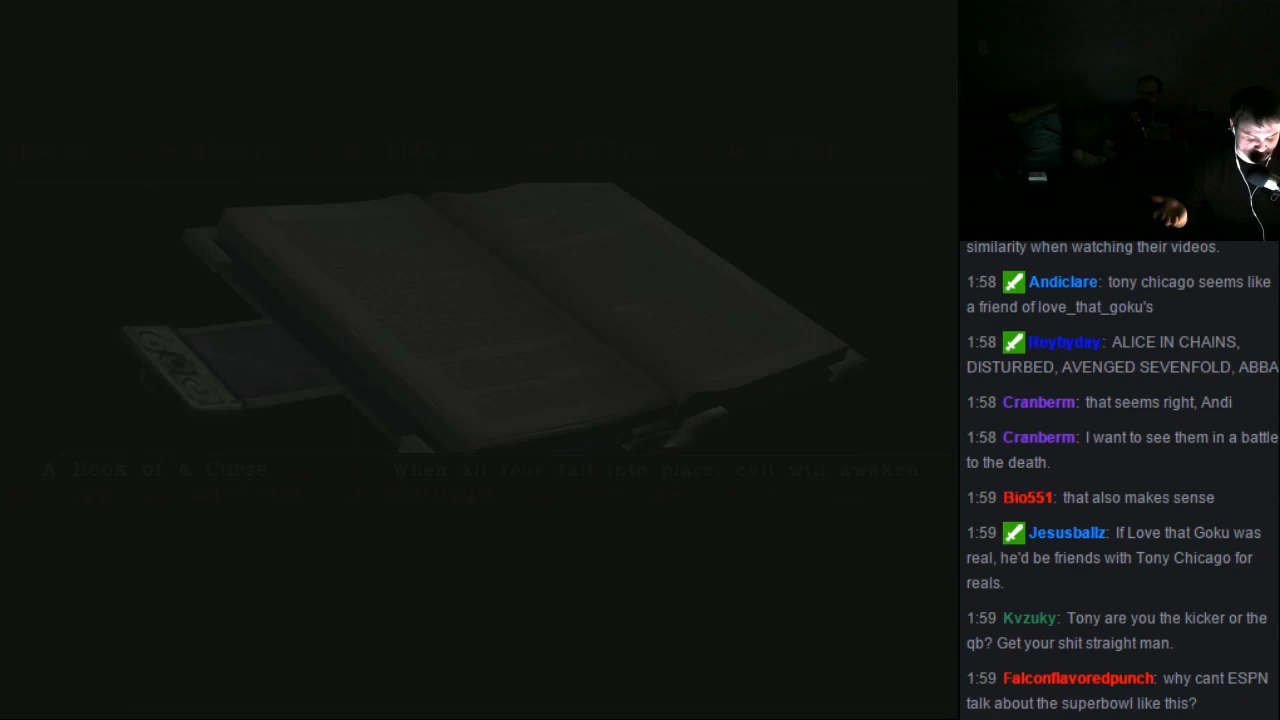 similarity when watching their videos.
1:58 Andiclare: tony chicago seems like
a friend of love_that_goku's
1:58 Reybyday: ALICE IN CHAINS,
DISTURBED, AVENGED SEVENFOLD, ABBA
1:58 Cranberm: that seems right, Andi
1:58 Cranberm: I want to see them in a battle
to the death.
1:59 Bio551: that also makes sense
1:59 Jesusballz: If Love that Goku was
real, he'd be friends with Tony Chicago for
reals.
1:59 Kvzuky: Tony are you the kicker or the
qb? Get your shit straight man.
1:59 Falconflavoredpunch: why cant ESPN
talk about the superbowl like this?
A Book of a Curse
When all fear fall into place, evil will awaken